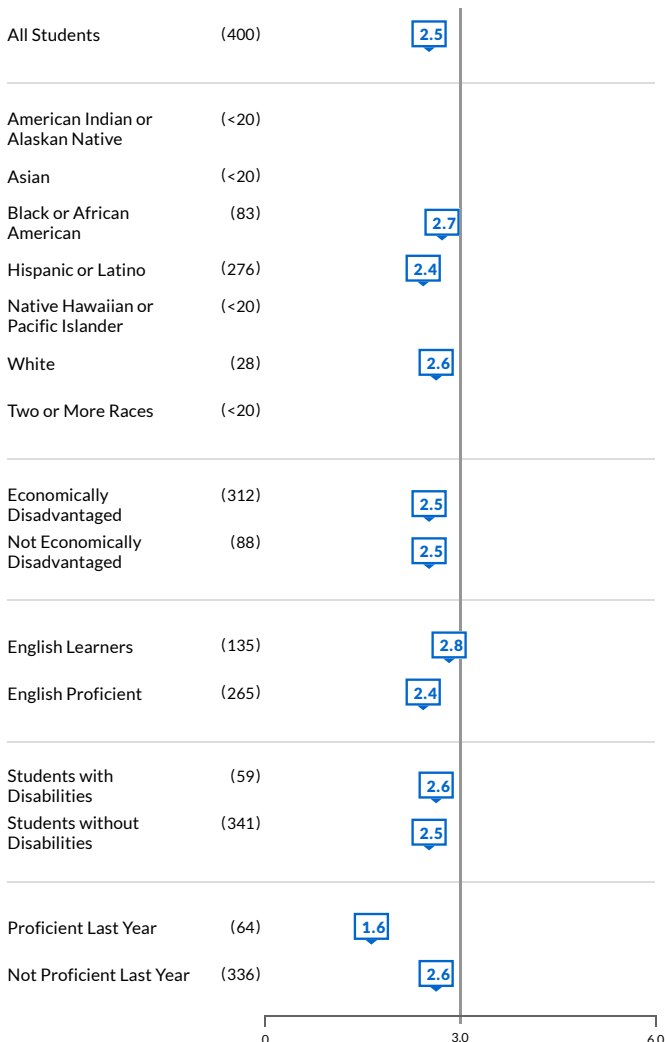 All Students (400) 2.5
American Indian or (<20)
Alaskan Native
Asian (<20)
Black or African (83) 2.7
American
Hispanic or Latino (276) 2.4
Native Hawaiian or (<20)
Pacific Islander
White (28) 2.6
Two or More Races (<20)
Economically (312) 2.5
Disadvantaged
Not Economically (88) 2.5
Disadvantaged
English Learners (135) 2.8
English Proficient (265) 2.4
Students with (59) 2.6
Disabilities
Students without (341) 2.5
Disabilities
Proficient Last Year (64) 1.6
Not Proficient Last Year (336) 2.6
0 3.0 6.0